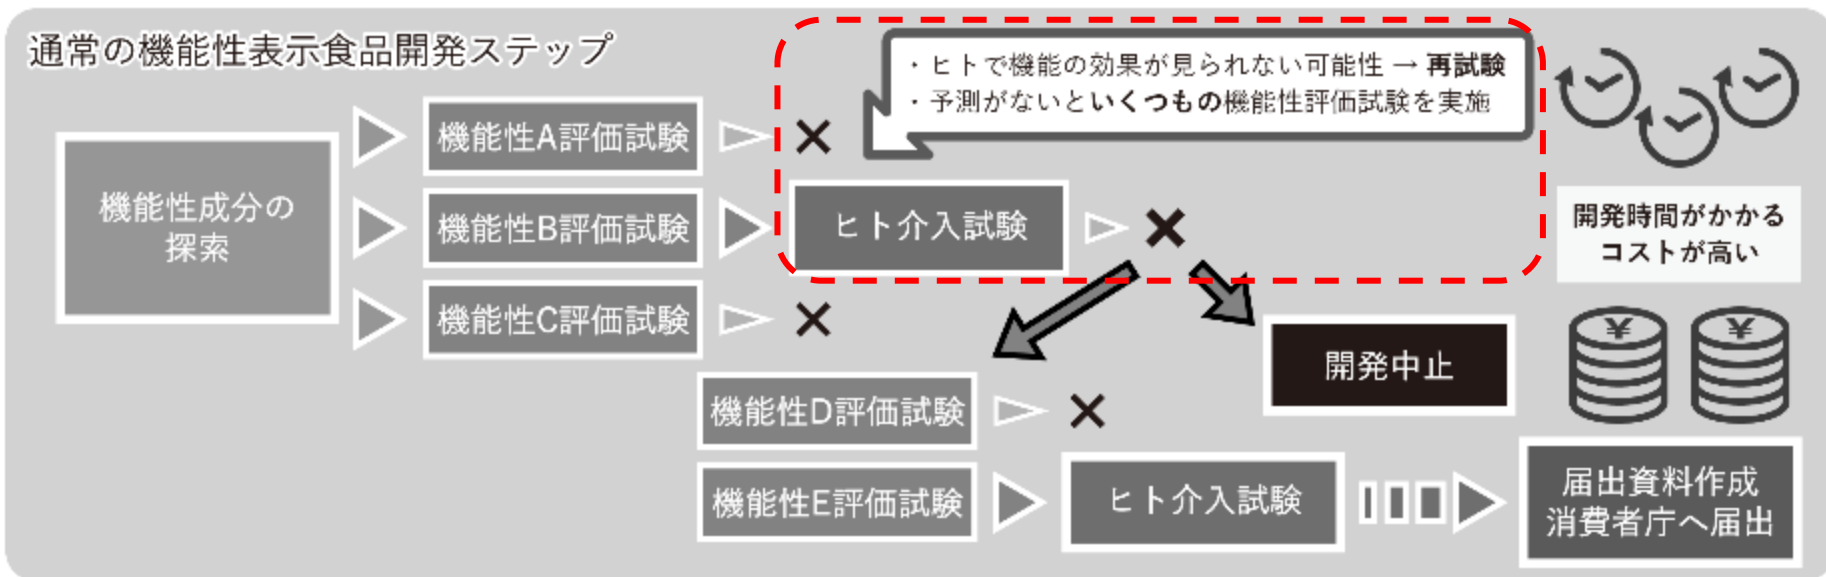 通常の機能性表示食品開発ステップ
・ヒトで機能の効果が見られない可能性 → 再試験
・予測がないといくつもの機能性評価試験を実施
機能性成分の
探索
機能性A評価試験
機能性B評価試験
機能性C評価試験
ヒト介入試験
開発時間がかかる
コストが高い
開発中止
¥
¥
機能性D評価試験
機能性E評価試験
ヒト介入試験
届出資料作成
消費者庁へ届出